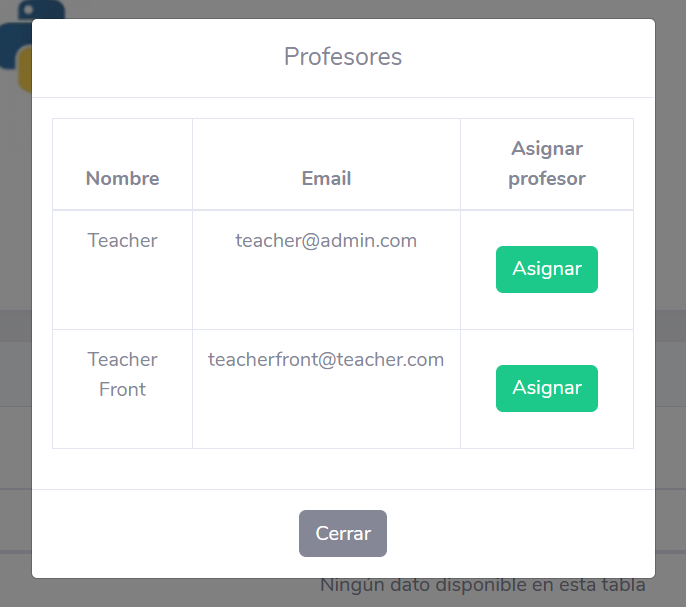 Profesores
Nombre
Email
Asignar
profesor
Teacher
teacher@admin.com
Asignar
Teacher
Front
teacherfront@teacher.com
Asignar
Cerrar
Ningún dato disponible en esta tabla